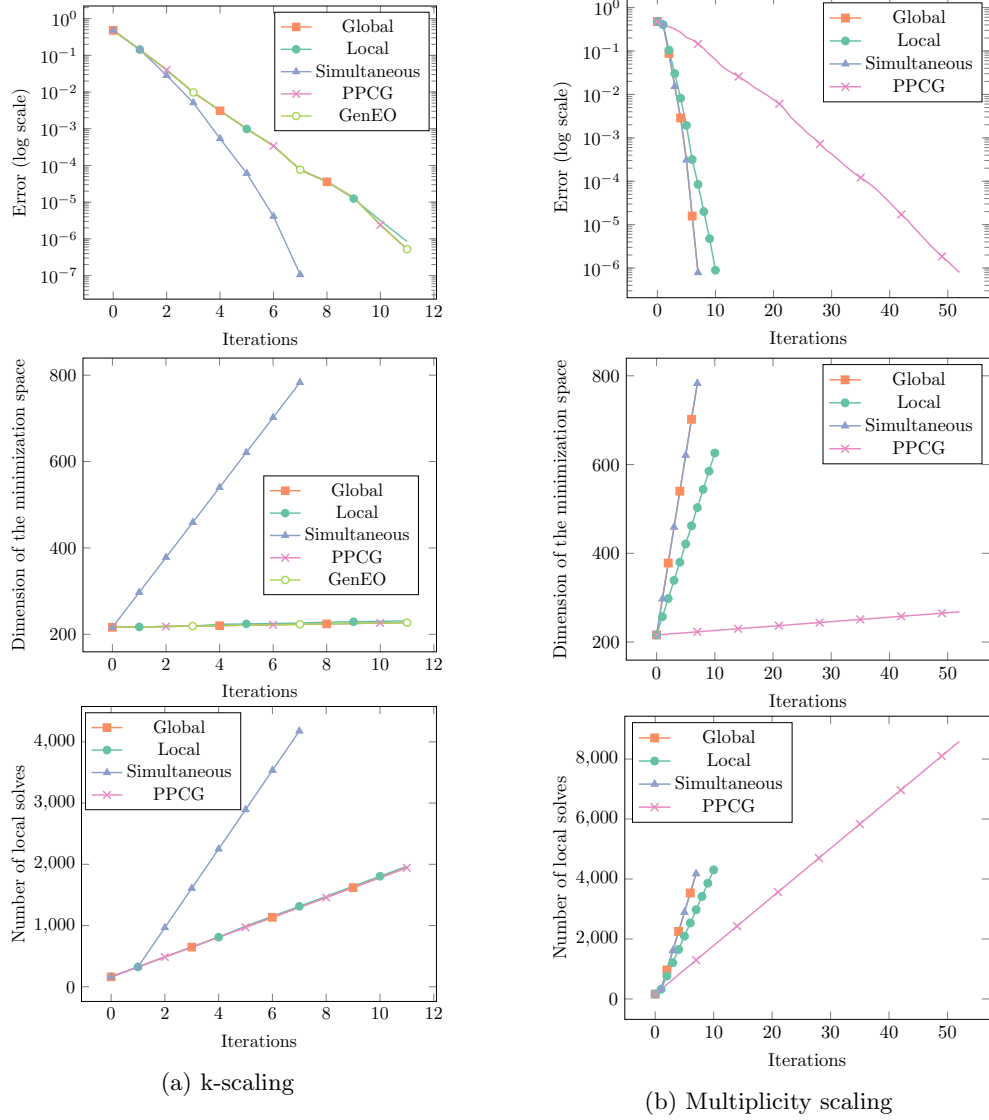 10^0
10^-1
10^-2
10^-3
10^-4
10^-5
10^-6
10^-7
Error (log scale)
0 2 4 6 8 10 12
Iterations
Global
Local
Simultaneous
PPCG
GenEO
800
600
400
200
Dimension of the minimization space
0 2 4 6 8 10 12
Iterations
Global
Local
Simultaneous
PPCG
GenEO
4,000
3,000
2,000
1,000
0
Number of local solves
0 2 4 6 8 10 12
Iterations
Global
Local
Simultaneous
PPCG
(a) k-scaling
10^0
10^-1
10^-2
10^-3
10^-4
10^-5
10^-6
Error (log scale)
0 10 20 30 40 50
Iterations
Global
Local
Simultaneous
PPCG
800
600
400
200
Dimension of the minimization space
0 10 20 30 40 50
Iterations
Global
Local
Simultaneous
PPCG
8,000
6,000
4,000
2,000
0
Number of local solves
0 10 20 30 40 50
Iterations
Global
Local
Simultaneous
PPCG
(b) Multiplicity scaling